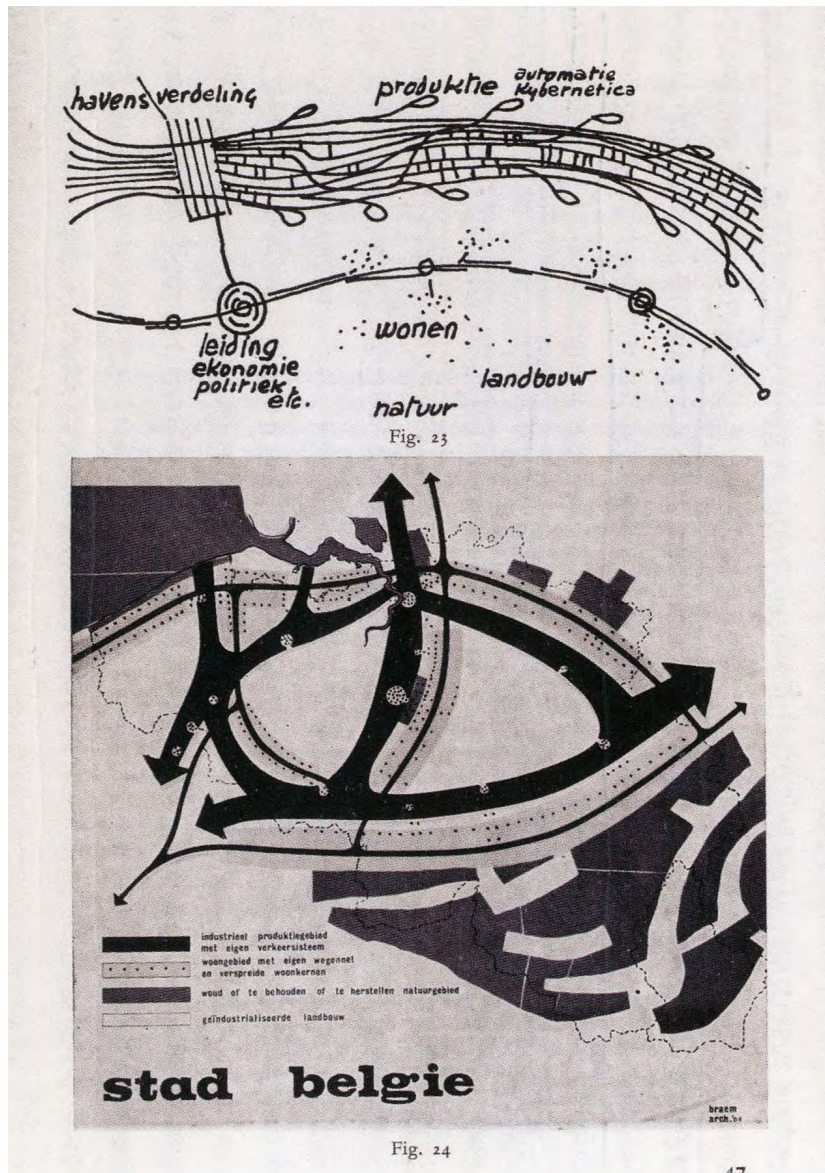 havens verdeling
produktie
automatie
kybernetica
leiding
ekonomie
politiek
etc.
wonen
landbouw
natuur
Fig. 23
industrieel produktiegebied
met eigen verkeersisteem
woongebied met eigen wegennet
en verspreide woonkernen
woud of te behouden of te herstellen natuurgebied
geïndustrialiseerde landbouw
stad belgie
braem
arch.
Fig. 24